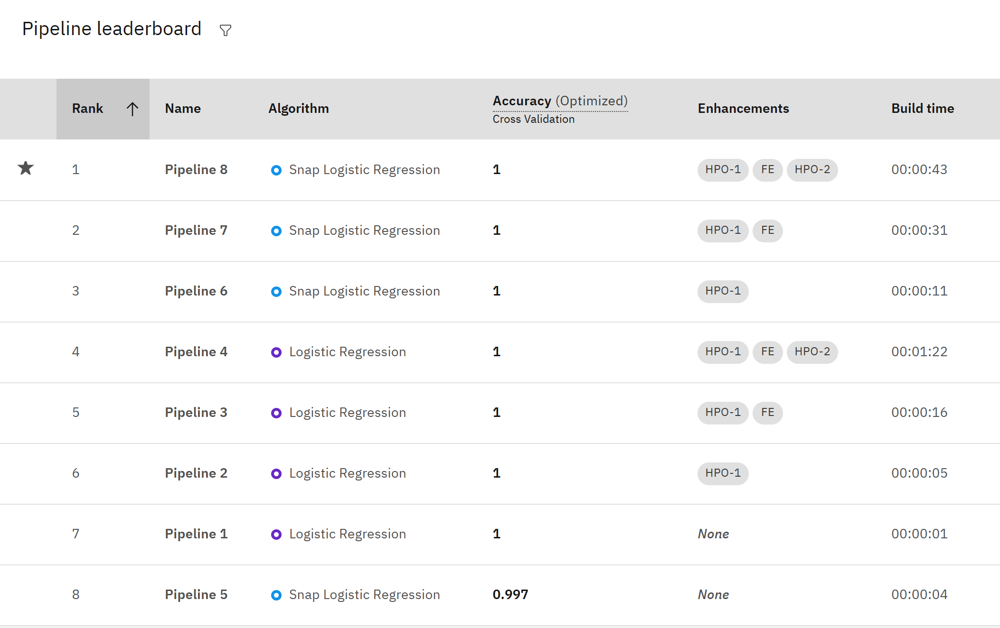 Pipeline leaderboard
Rank Name Algorithm Accuracy (Optimized) Cross Validation Enhancements Build time
1 Pipeline 8 Snap Logistic Regression 1 HPO-1 FE HPO-2 00:00:43
2 Pipeline 7 Snap Logistic Regression 1 HPO-1 FE 00:00:31
3 Pipeline 6 Snap Logistic Regression 1 HPO-1 00:00:11
4 Pipeline 4 Logistic Regression 1 HPO-1 FE HPO-2 00:01:22
5 Pipeline 3 Logistic Regression 1 HPO-1 FE 00:00:16
6 Pipeline 2 Logistic Regression 1 HPO-1 00:00:05
7 Pipeline 1 Logistic Regression 1 None 00:00:01
8 Pipeline 5 Snap Logistic Regression 0.997 None 00:00:04